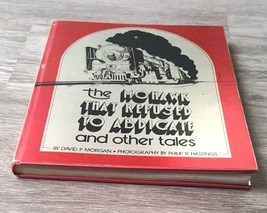 the MOHAWK
THAT REFUSED
TO ABDICATE
and other tales
BY DAVID P. MORGAN • PHOTOGRAPHY BY PHILIP R. HASTINGS